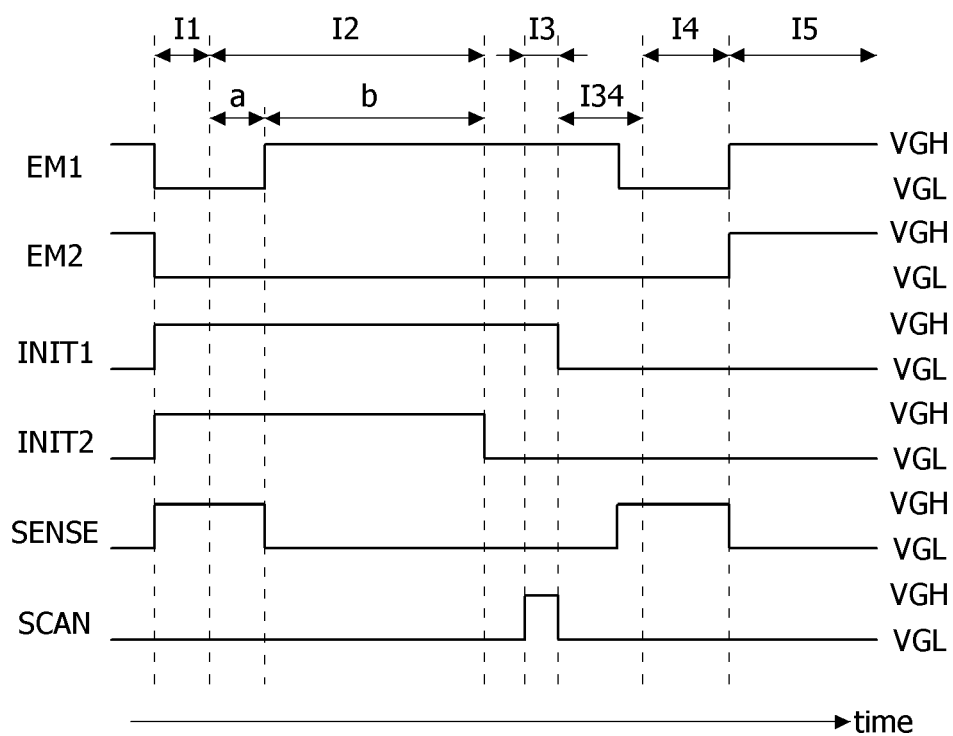 I1 I2 I3 I4 I5
a b I34
EM1 VGH
VGL
EM2 VGH
VGL
INIT1 VGH
VGL
INIT2 VGH
VGL
SENSE VGH
VGL
SCAN VGH
VGL
time